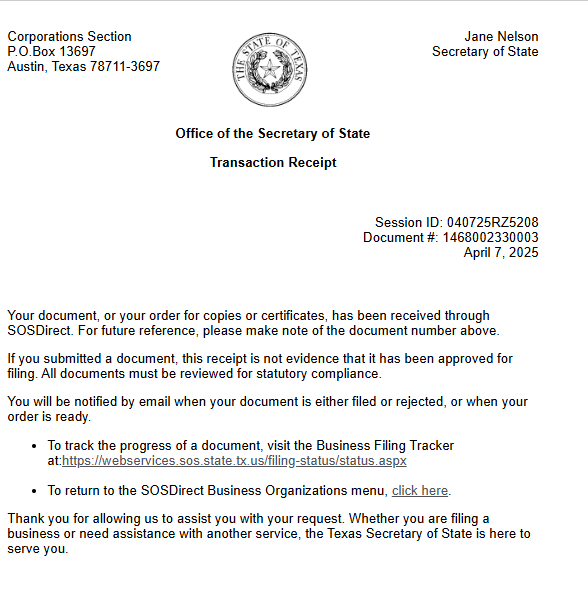 Corporations Section
P.O.Box 13697
Austin, Texas 78711-3697
THE STATE OF TEXAS
Jane Nelson
Secretary of State
Office of the Secretary of State
Transaction Receipt
Session ID: 040725RZ5208
Document #: 1468002330003
April 7, 2025
Your document, or your order for copies or certificates, has been received through
SOSDirect. For future reference, please make note of the document number above.
If you submitted a document, this receipt is not evidence that it has been approved for
filing. All documents must be reviewed for statutory compliance.
You will be notified by email when your document is either filed or rejected, or when your
order is ready.
• To track the progress of a document, visit the Business Filing Tracker
at:https://webservices.sos.state.tx.us/filing-status/status.aspx
• To return to the SOSDirect Business Organizations menu, click here.
Thank you for allowing us to assist you with your request. Whether you are filing a
business or need assistance with another service, the Texas Secretary of State is here to
serve you.